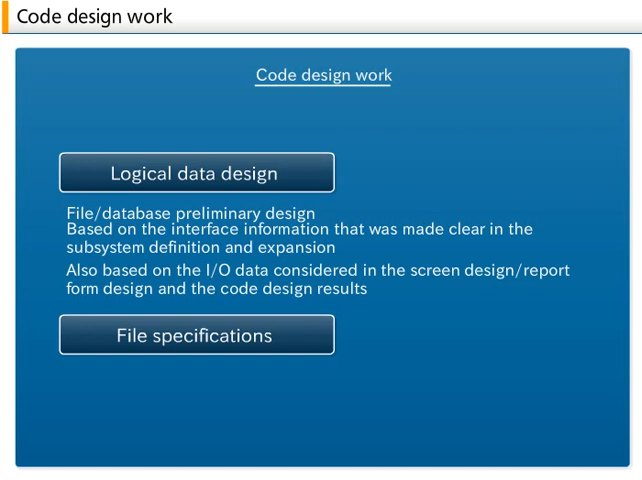 Code design work
Code design work
Logical data design
File/database preliminary design
Based on the interface information that was made clear in the
subsystem definition and expansion
Also based on the I/O data considered in the screen design/report
form design and the code design results
File specifications